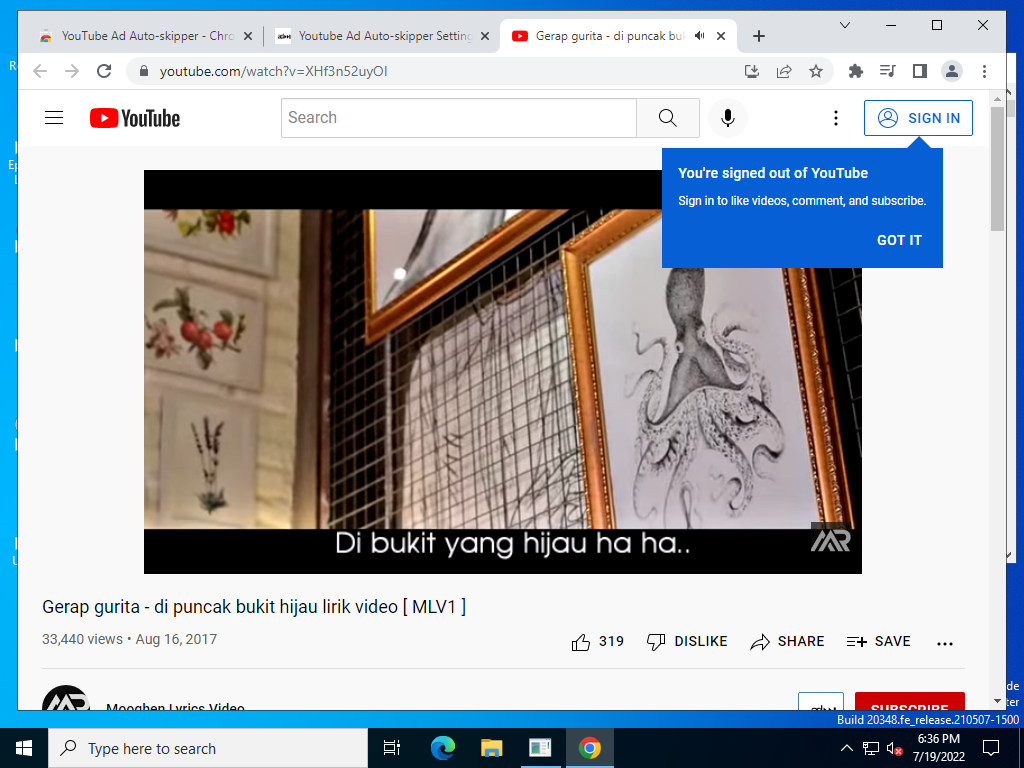 YouTube Ad Auto-skipper - Chro
Youtube Ad Auto-skipper Setting
Gerap gurita - di puncak buki
youtube.com/watch?v=XHf3n52uyOI
YouTube
Search
SIGN IN
You're signed out of YouTube
Sign in to like videos, comment, and subscribe.
GOT IT
Di bukit yang hijau ha ha..
MR
Gerap gurita - di puncak bukit hijau lirik video [ MLV1 ]
33,440 views • Aug 16, 2017
319
DISLIKE
SHARE
SAVE
Mooghen Lyrics Video
SUBSCRIBE
Build 20348.fe_release.210507-1500
Type here to search
6:36 PM
7/19/2022